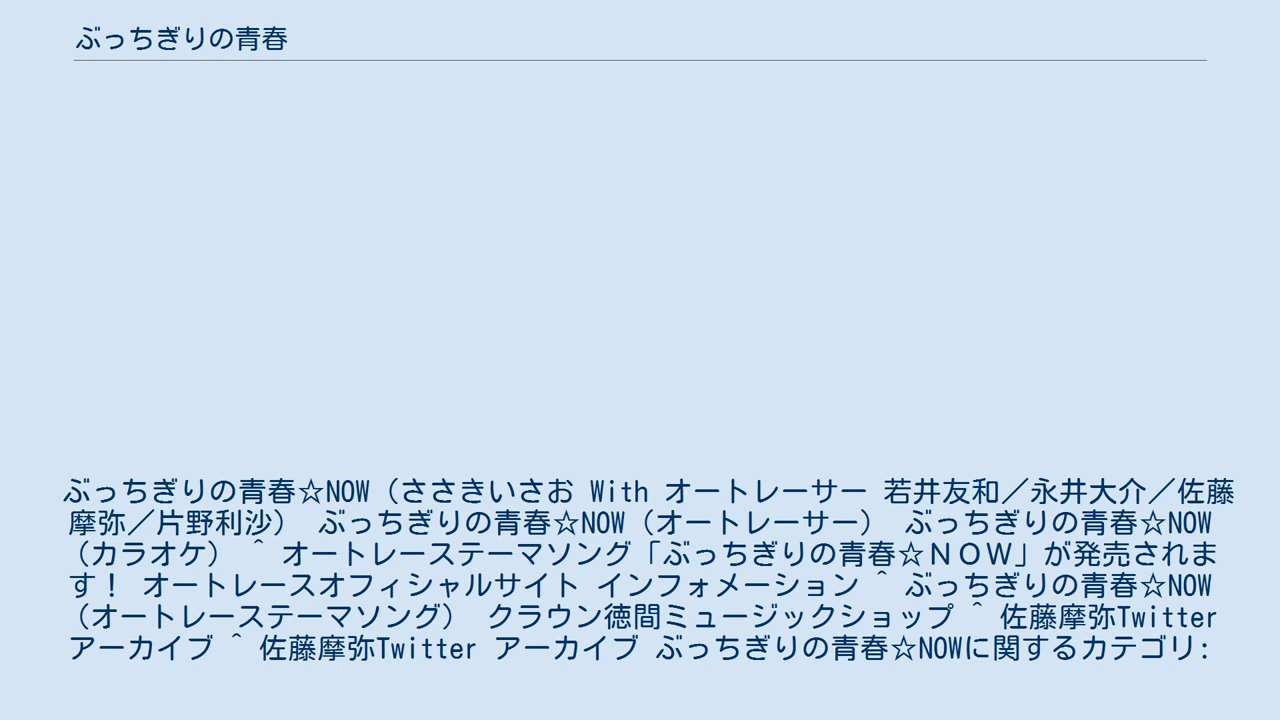 ぶっちぎりの青春
ぶっちぎりの青春☆NOW（ささきいさお With オートレーサー 若井友和／永井大介／佐藤
摩弥／片野利沙） ぶっちぎりの青春☆NOW（オートレーサー） ぶっちぎりの青春☆NOW
（カラオケ） ^ オートレーステーマソング「ぶっちぎりの青春☆ＮＯＷ」が発売されま
す！ オートレースオフィシャルサイト インフォメーション ^ ぶっちぎりの青春☆NOW
（オートレーステーマソング） クラウン徳間ミュージックショップ ^ 佐藤摩弥Twitter
アーカイブ ^ 佐藤摩弥Twitter アーカイブ ぶっちぎりの青春☆NOWに関するカテゴリ: